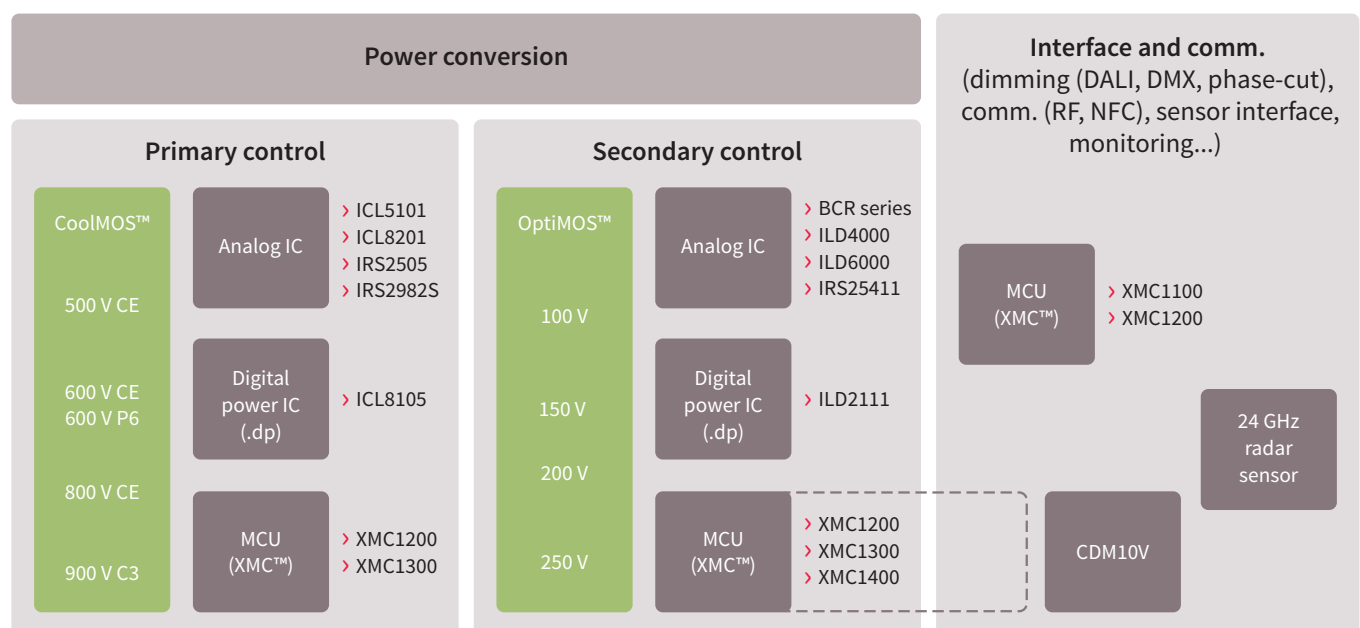 Power conversion
Primary control
CoolMOS™
500 V CE
600 V CE
600 V P6
800 V CE
900 V C3
Analog IC
› ICL5101
› ICL8201
› IRS2505
› IRS2982S
Digital
power IC
(.dp)
› ICL8105
MCU
(XMC™)
› XMC1200
› XMC1300
Secondary control
OptiMOS™
100 V
150 V
200 V
250 V
Analog IC
› BCR series
› ILD4000
› ILD6000
› IRS25411
Digital
power IC
(.dp)
› ILD2111
MCU
(XMC™)
› XMC1200
› XMC1300
› XMC1400
Interface and comm.
(dimming (DALI, DMX, phase-cut),
comm. (RF, NFC), sensor interface,
monitoring...)
MCU
(XMC™)
› XMC1100
› XMC1200
24 GHz
radar
sensor
CDM10V